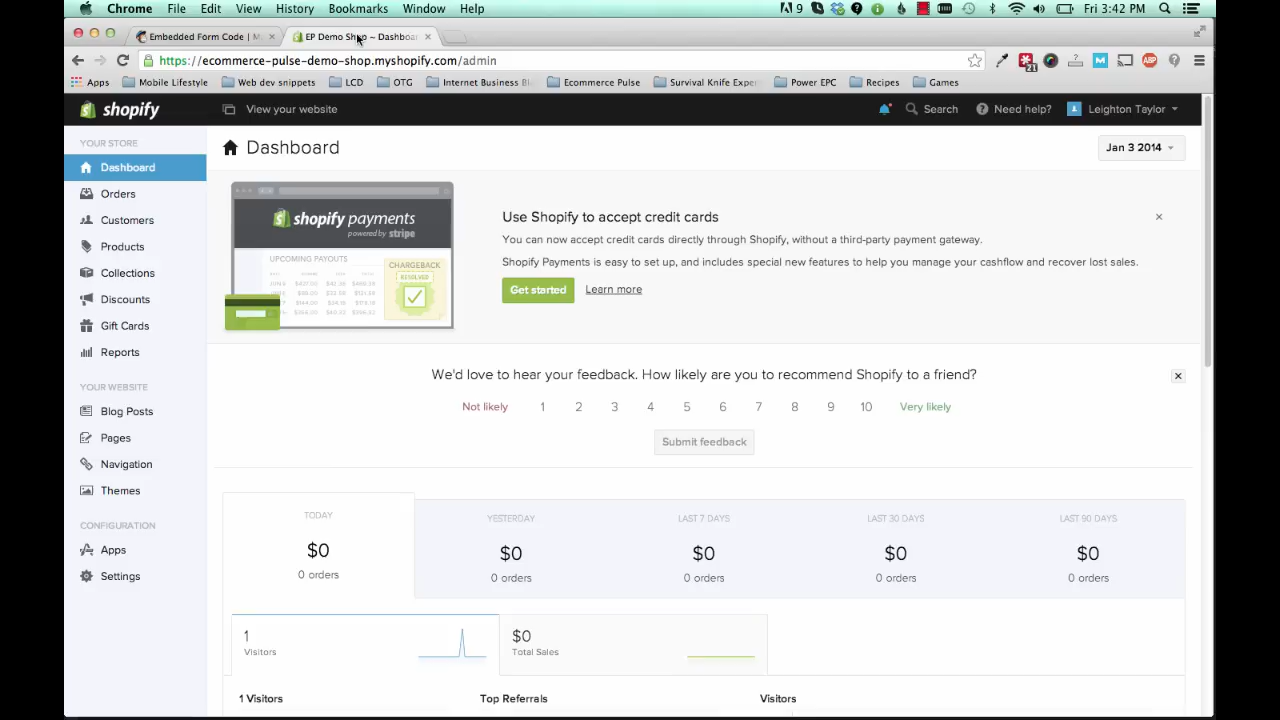 Chrome File Edit View History Bookmarks Window Help 9 Fri 3:42 PM
Embedded Form Code | EP Demo Shop ~ Dashboa
https://ecommerce-pulse-demo-shop.myshopify.com/admin 21 ABP
Apps Mobile Lifestyle Web dev snippets LCD OTG Internet Business Ecommerce Pulse Survival Knife Exper Power EPC Recipes Games
shopify View your website Search Need help? Leighton Taylor
YOUR STORE
Dashboard
Orders
Customers
Products
Collections
Discounts
Gift Cards
Reports
YOUR WEBSITE
Blog Posts
Pages
Navigation
Themes
CONFIGURATION
Apps
Settings
Dashboard Jan 3 2014
shopify payments
powered by stripe
UPCOMING PAYOUTS
CHARGEBACK
RESOLVED
Use Shopify to accept credit cards
You can now accept credit cards directly through Shopify, without a third-party payment gateway.
Shopify Payments is easy to set up, and includes special new features to help you manage your cashflow and recover lost sales.
Get started Learn more
We'd love to hear your feedback. How likely are you to recommend Shopify to a friend?
Not likely 1 2 3 4 5 6 7 8 9 10 Very likely
Submit feedback
TODAY YESTERDAY LAST 7 DAYS LAST 30 DAYS LAST 90 DAYS
$0 $0 $0 $0 $0
0 orders 0 orders 0 orders 0 orders 0 orders
1 $0
Visitors Total Sales
1 Visitors Top Referrals Visitors